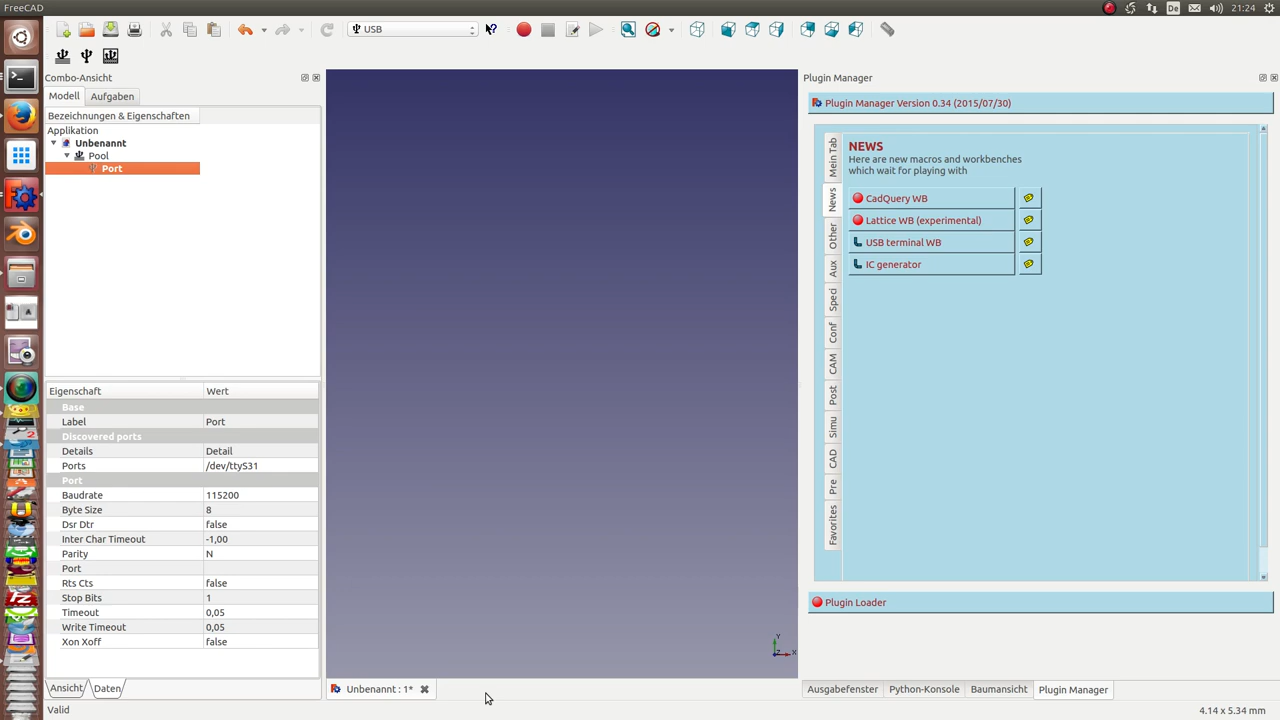 FreeCAD
De
21:24
USB
Combo-Ansicht
Modell
Aufgaben
Bezeichnungen & Eigenschaften
Applikation
Unbenannt
Pool
Port
Eigenschaft Wert
Base
Label Port
Discovered ports
Details Detail
Ports /dev/ttyS31
Port
Baudrate 115200
Byte Size 8
Dsr Dtr false
Inter Char Timeout -1,00
Parity N
Port
Rts Cts false
Stop Bits 1
Timeout 0,05
Write Timeout 0,05
Xon Xoff false
Ansicht
Daten
Valid
Y
X
Z
Unbenannt : 1*
Plugin Manager
Plugin Manager Version 0.34 (2015/07/30)
Mein Tab
News
Other
Aux
Speci
Conf
CAM
Post
Simu
CAD
Pre
Favorites
NEWS
Here are new macros and workbenches
which wait for playing with
CadQuery WB
Lattice WB (experimental)
USB terminal WB
IC generator
Plugin Loader
Ausgabefenster
Python-Konsole
Baumansicht
Plugin Manager
4.14 x 5.34 mm